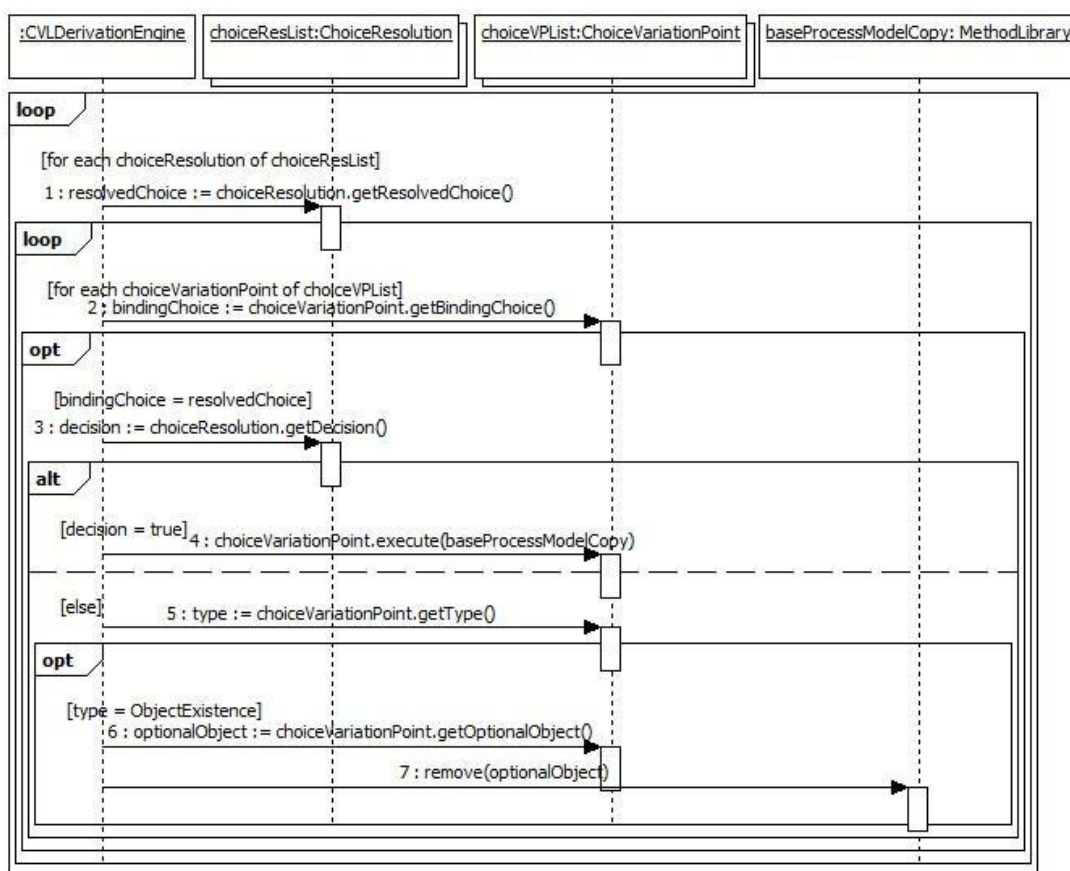 :CVLDerivationEngine
choiceResList:ChoiceResolution
choiceVPList:ChoiceVariationPoint
baseProcessModelCopy: MethodLibrary
loop
[for each choiceResolution of choiceResList]
1 : resolvedChoice := choiceResolution.getResolvedChoice()
loop
[for each choiceVariationPoint of choiceVPList]
2 : bindingChoice := choiceVariationPoint.getBindingChoice()
opt
[bindingChoice = resolvedChoice]
3 : decision := choiceResolution.getDecision()
alt
[decision = true]
4 : choiceVariationPoint.execute(baseProcessModelCopy)
[else]
5 : type := choiceVariationPoint.getType()
opt
[type = ObjectExistence]
6 : optionalObject := choiceVariationPoint.getOptionalObject()
7 : remove(optionalObject)